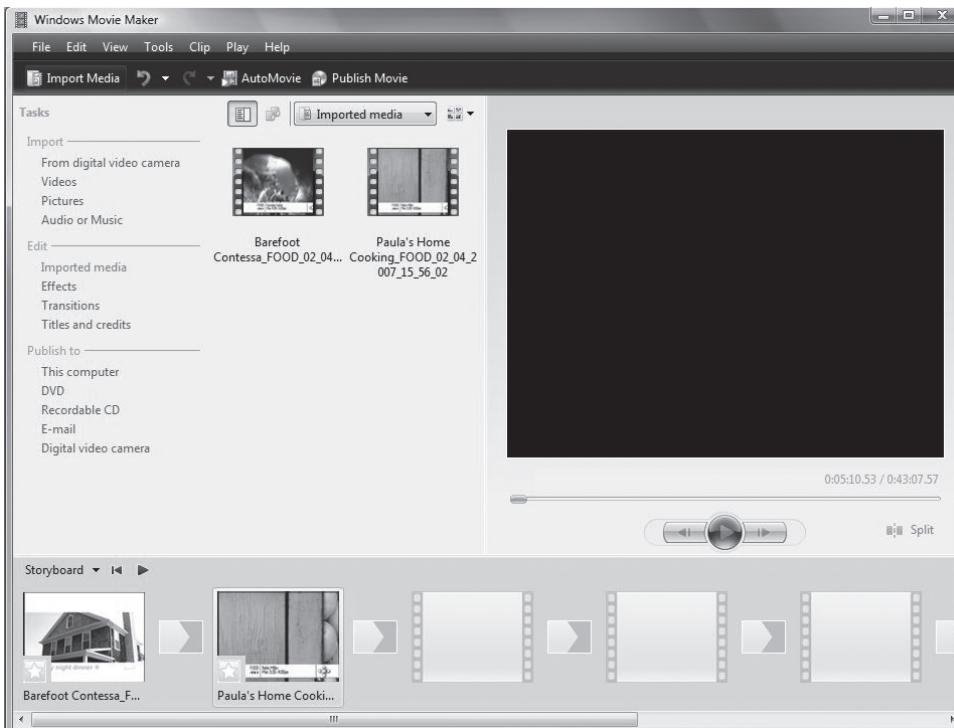 Windows Movie Maker
File Edit View Tools Clip Play Help
Import Media AutoMovie Publish Movie
Tasks
Import
From digital video camera
Videos
Pictures
Audio or Music
Edit
Imported media
Effects
Transitions
Titles and credits
Publish to
This computer
DVD
Recordable CD
E-mail
Digital video camera
Imported media
Barefoot
Contessa_FOOD_02_04...
Paula's Home
Cooking_FOOD_02_04_2
007_15_56_02
0:05:10.53 / 0:43:07.57
Split
Storyboard
night dinner
Barefoot Contessa_F...
Paula's Home Cooki...